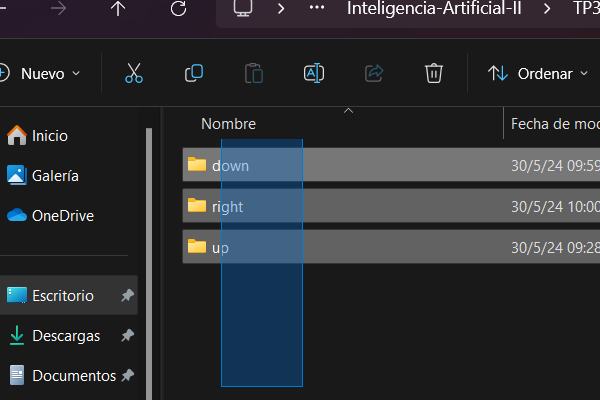 Inteligencia-Artificial-II
TP3
Nuevo
Ordenar
Nombre
Fecha de mod
Inicio
Galería
OneDrive
Escritorio
Descargas
Documentos
down
30/5/24 09:59
right
30/5/24 10:00
up
30/5/24 09:28